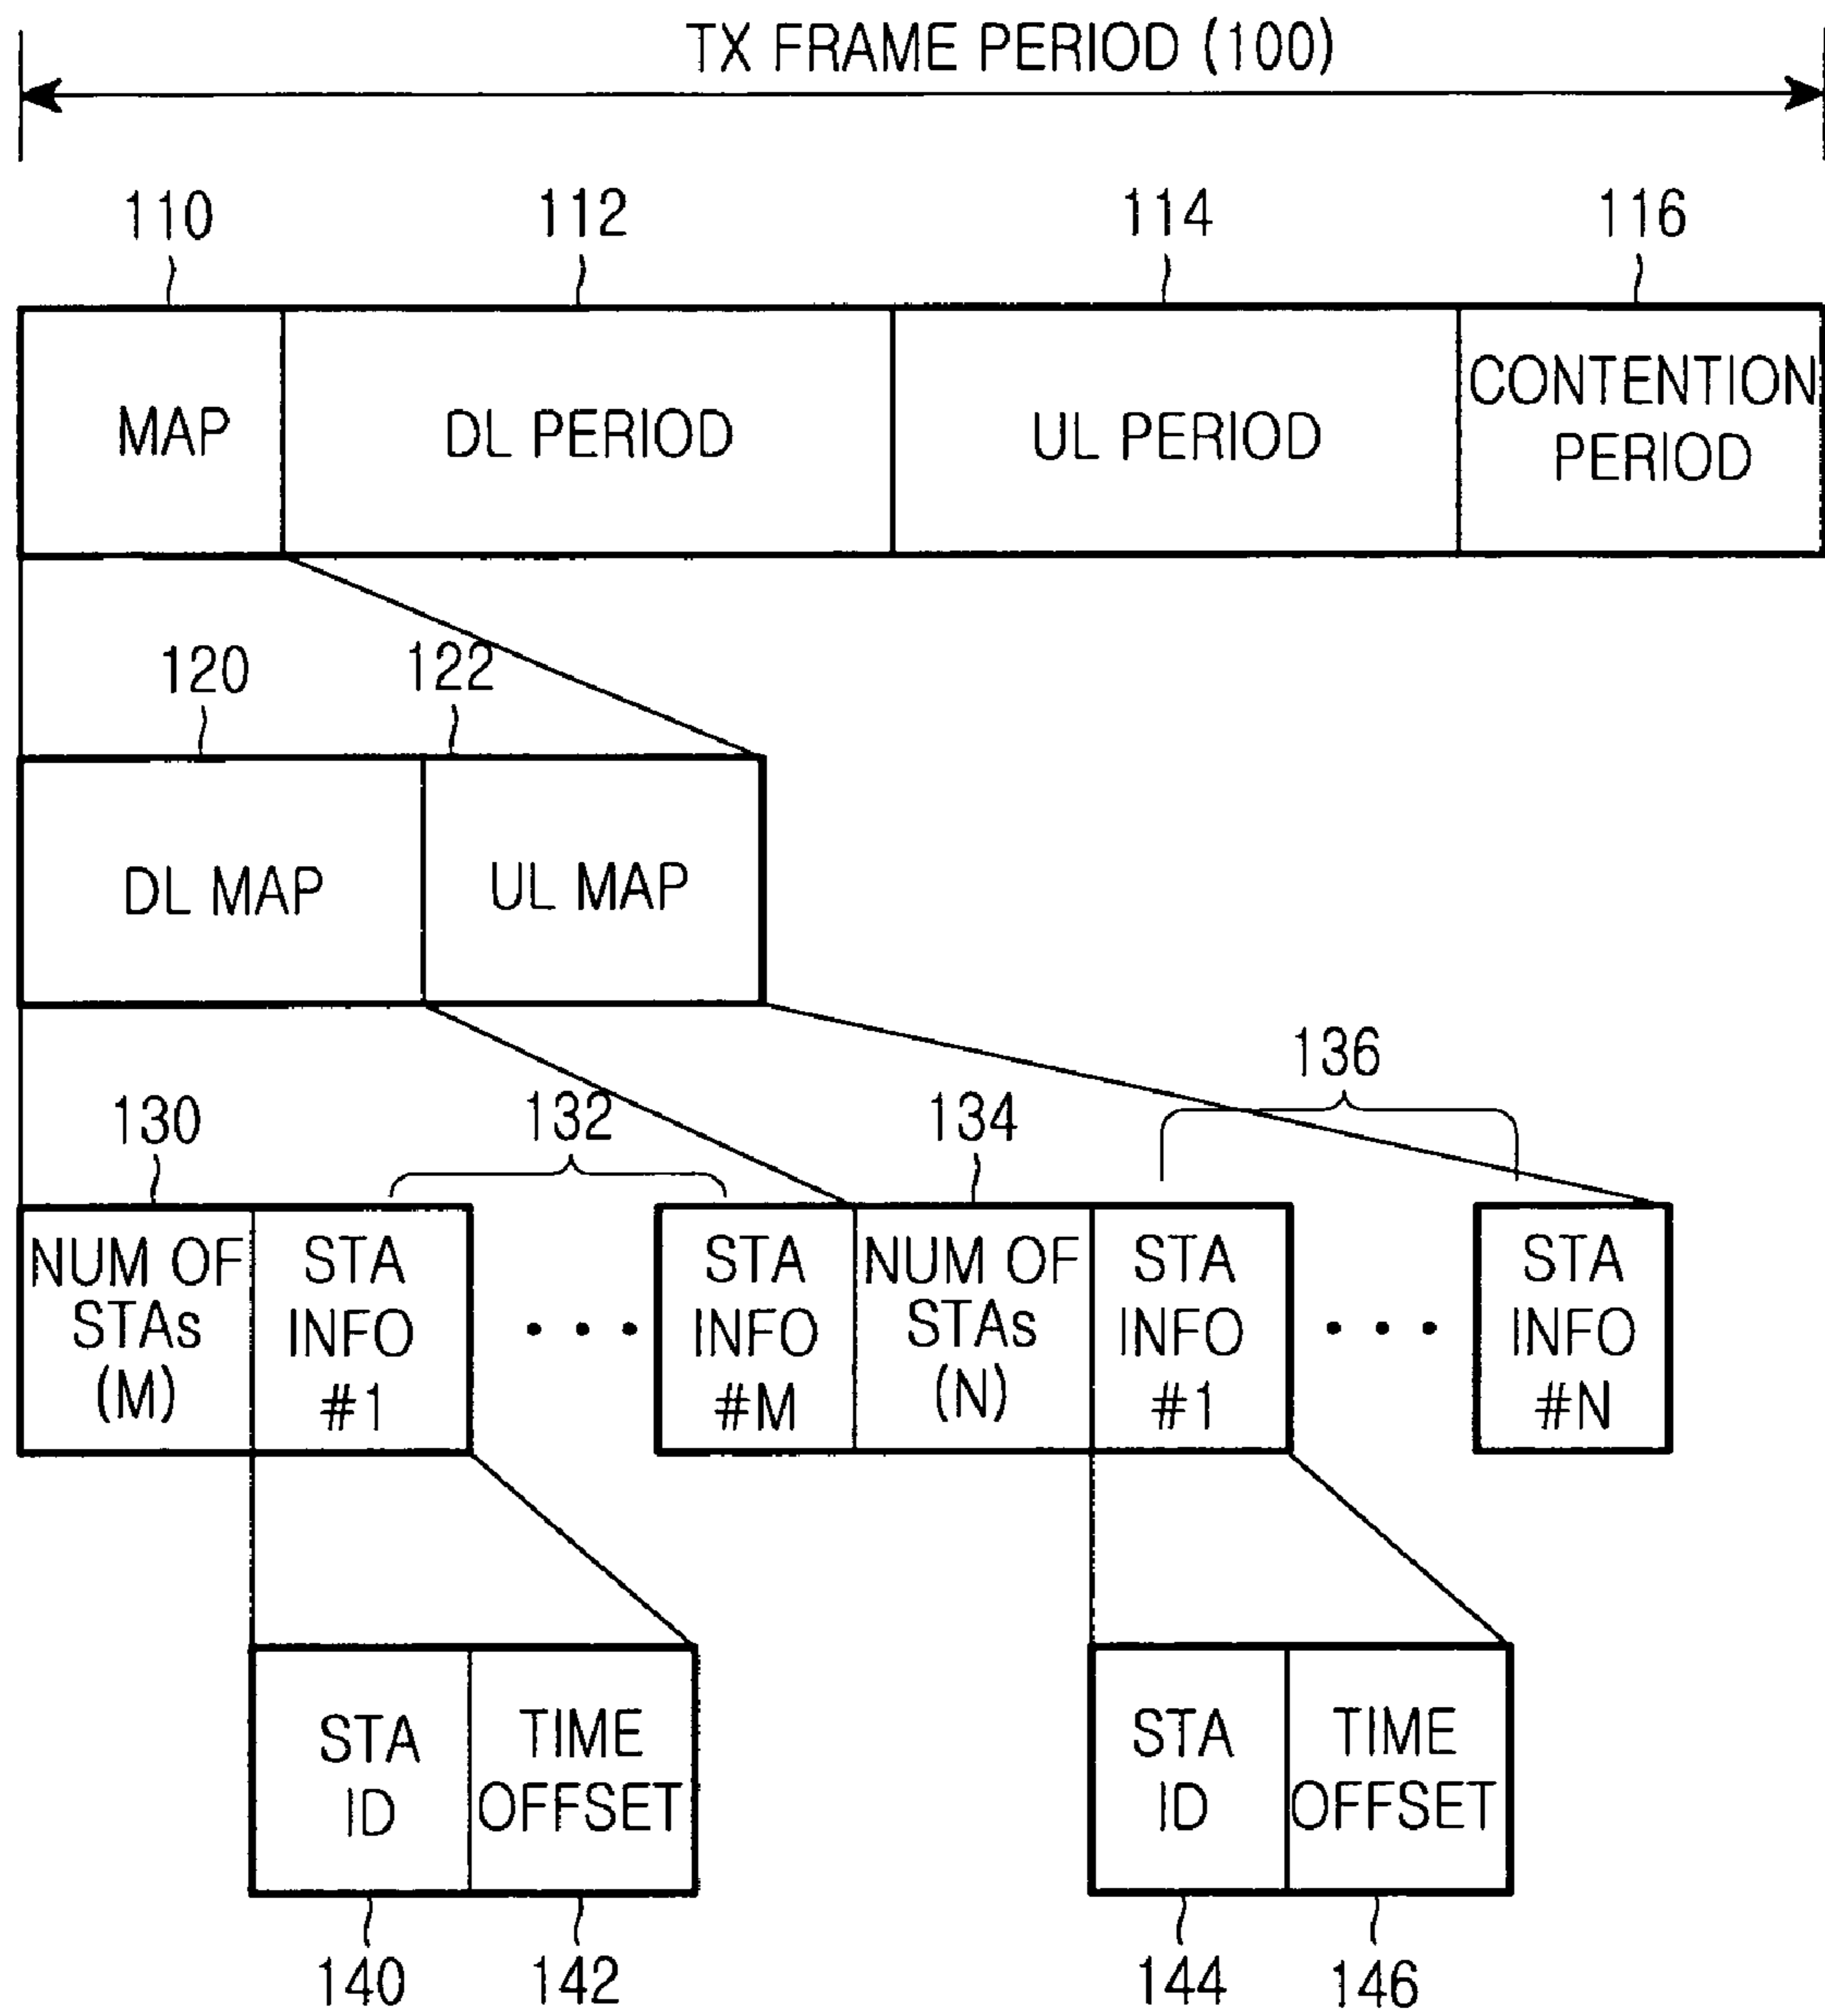 TX FRAME PERIOD (100)
110
112
114
116
MAP
DL PERIOD
UL PERIOD
CONTENTION
PERIOD
120
122
DL MAP
UL MAP
136
130
132
134
NUM OF
STAs
(M)
STA
INFO
#1
• • •
STA
INFO
#M
NUM OF
STAs
(N)
STA
INFO
#1
• • •
STA
INFO
#N
STA
ID
TIME
OFFSET
STA
ID
TIME
OFFSET
140
142
144
146